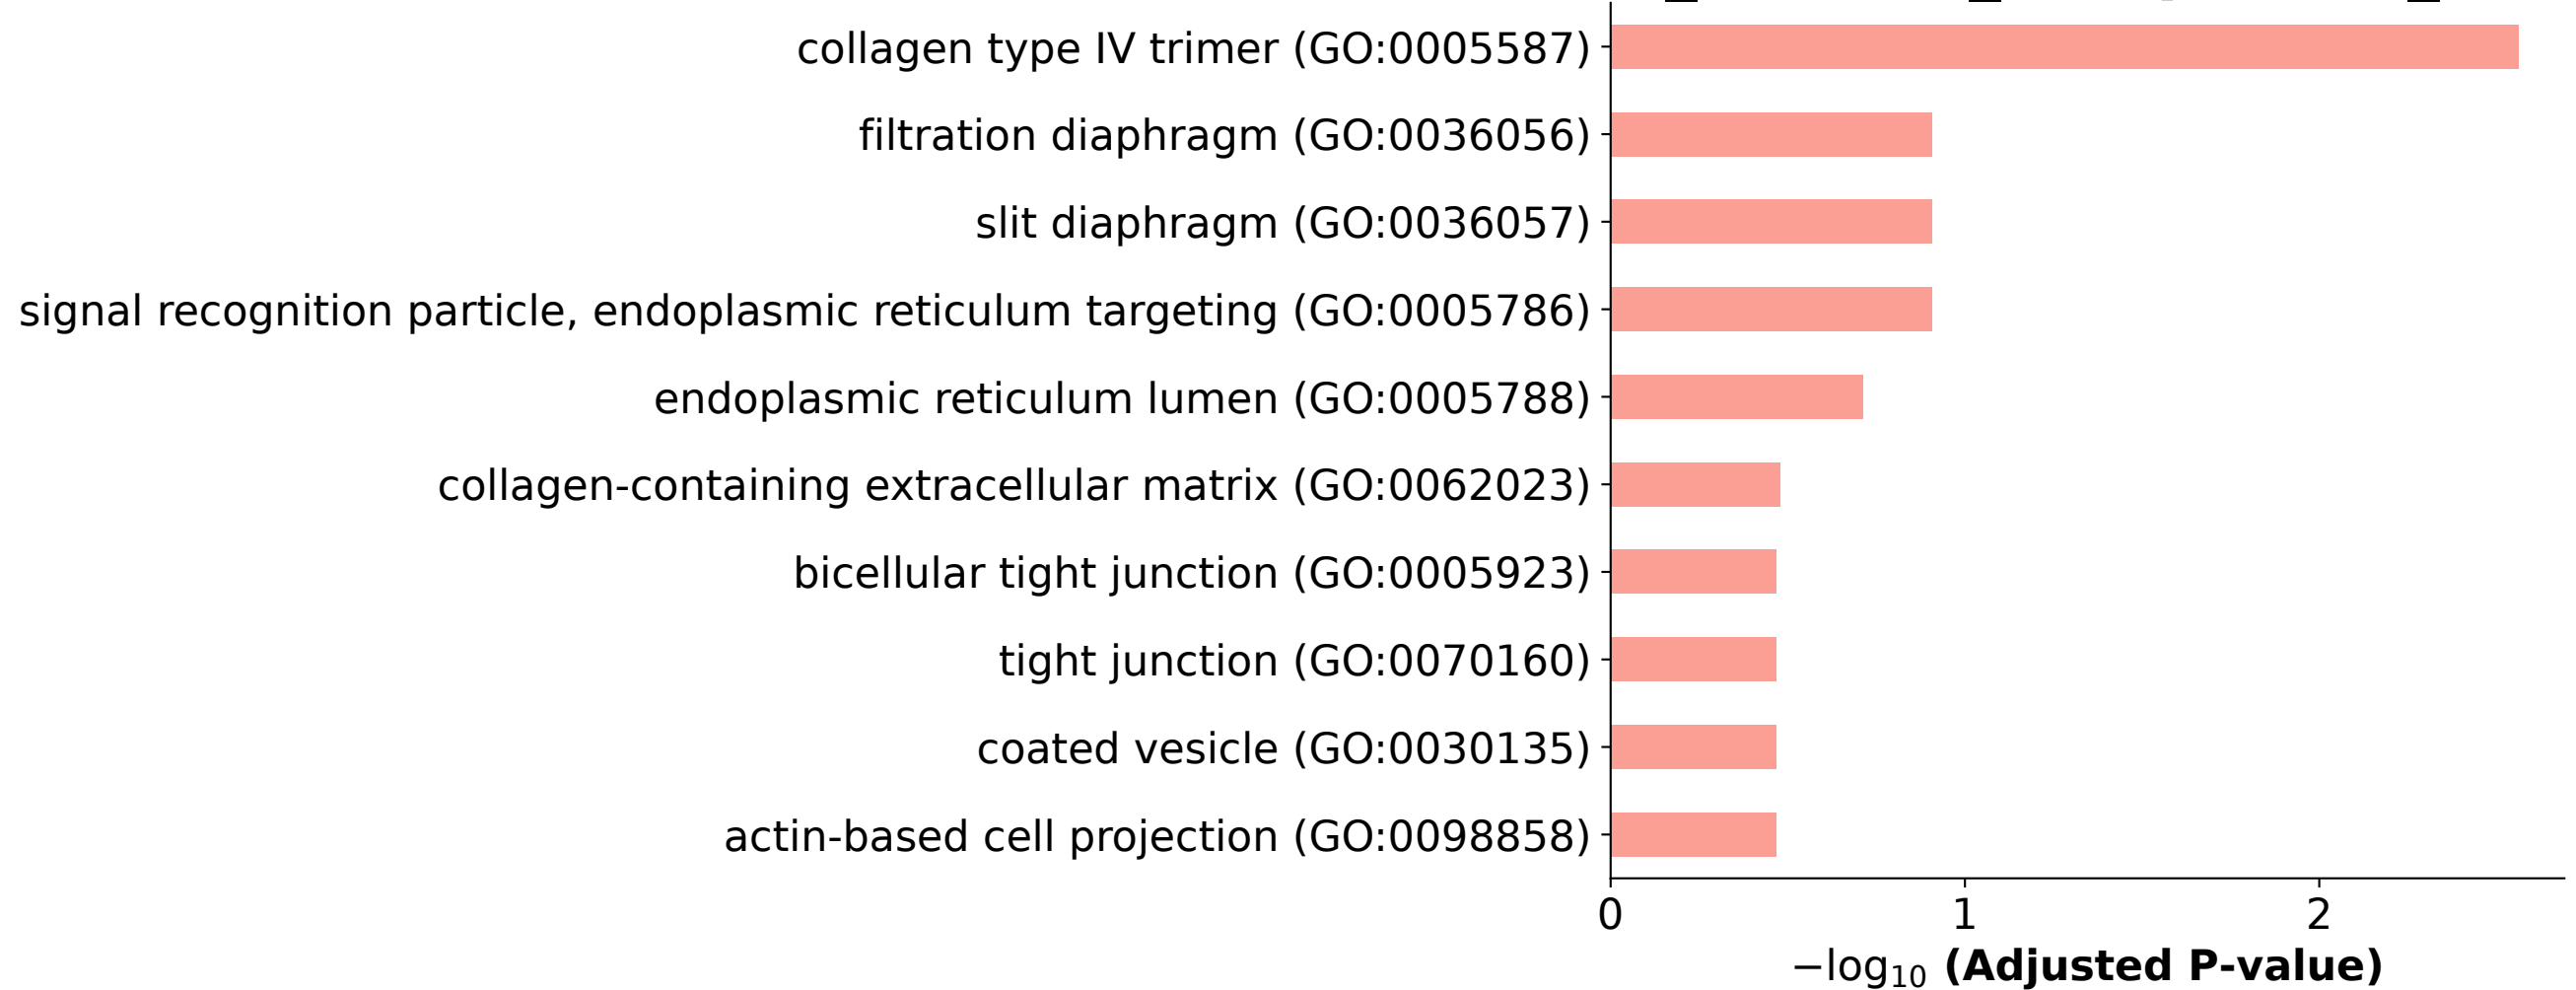 collagen type IV trimer (GO:0005587)
filtration diaphragm (GO:0036056)
slit diaphragm (GO:0036057)
signal recognition particle, endoplasmic reticulum targeting (GO:0005786)
endoplasmic reticulum lumen (GO:0005788)
collagen-containing extracellular matrix (GO:0062023)
bicellular tight junction (GO:0005923)
tight junction (GO:0070160)
coated vesicle (GO:0030135)
actin-based cell projection (GO:0098858)
0 1 2
−log₁₀ (Adjusted P-value)